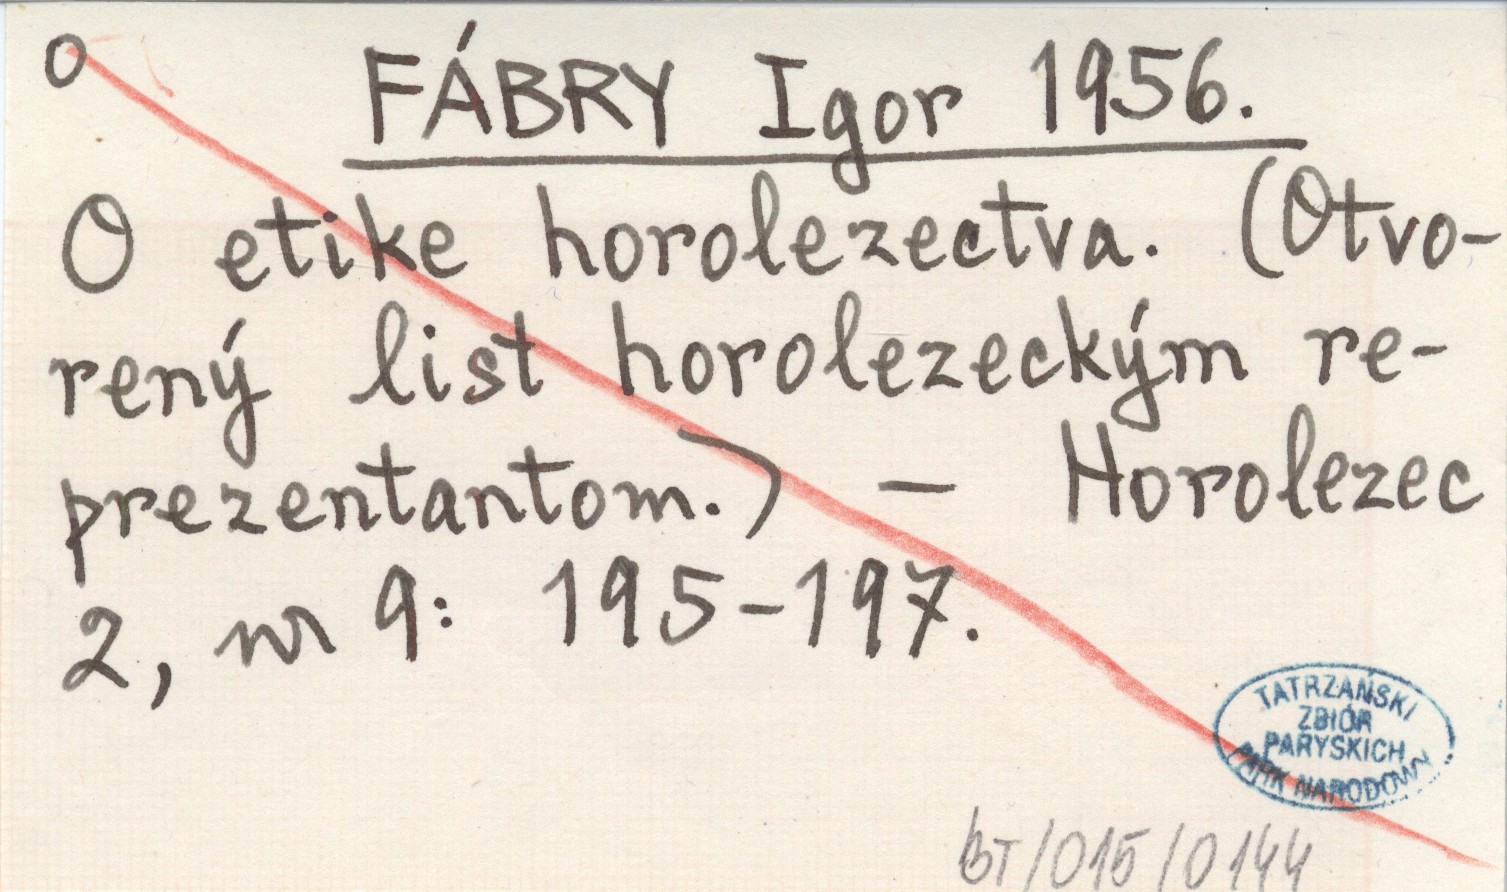 O FÁBRY Igor 1956.
O etike horolezectva. (Otvo-
rený list horolezeckým re-
prezentantom.) — Horolezec
2, nr 9: 195-197.
TATRZAŃSKI
ZBIÓR
PARYSKICH
PARK NARODOWY
BT/015/0144